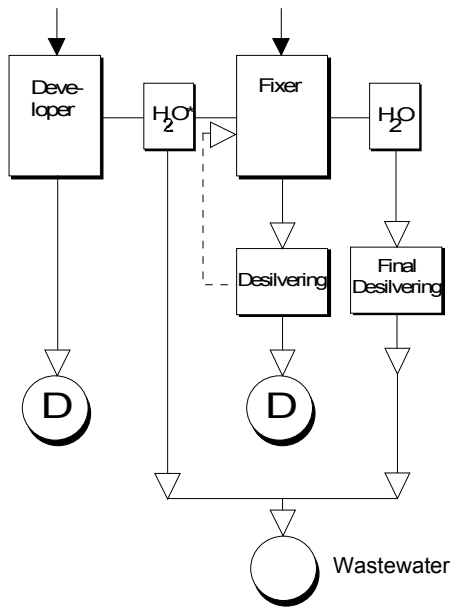 Deve-
loper
H2O*
Fixer
H2O
Desilvering
Final
Desilvering
D
D
Wastewater